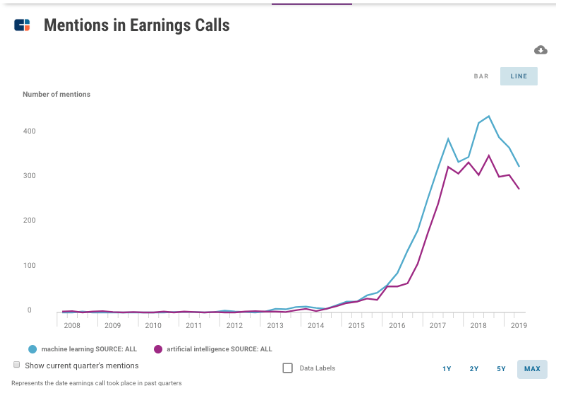 Mentions in Earnings Calls
BAR LINE
Number of mentions
400
300
200
100
0
2008 2009 2010 2011 2012 2013 2014 2015 2016 2017 2018 2019
machine learning SOURCE: ALL artificial intelligence SOURCE: ALL
Show current quarter's mentions Data Labels 1Y 2Y 5Y MAX
Represents the date earnings call took place in past quarters